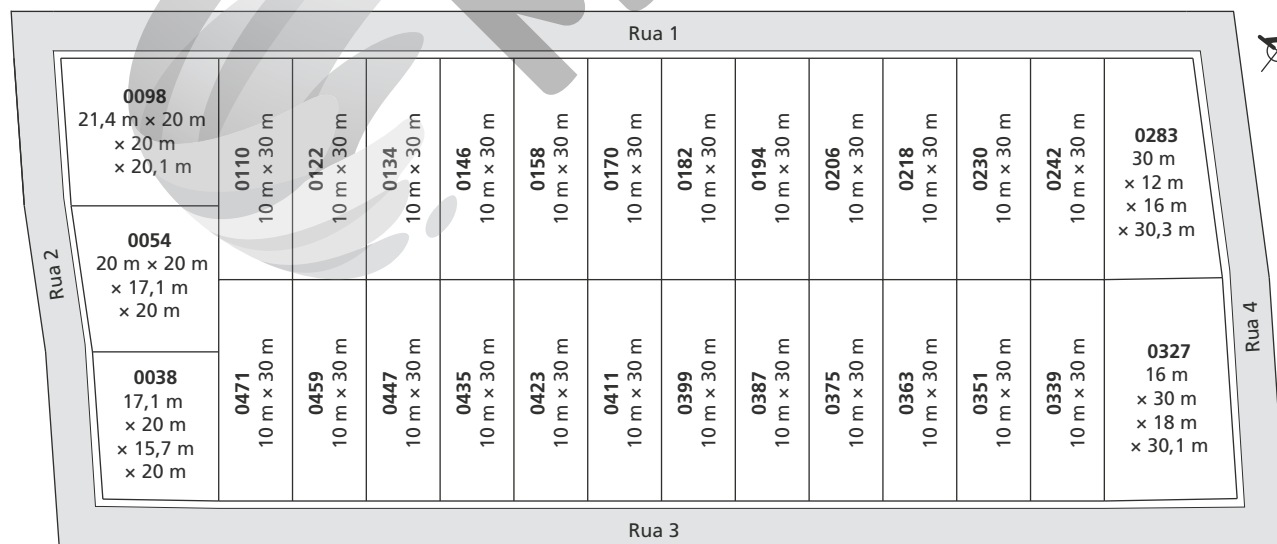 Rua 1
0098
21,4 m × 20 m
× 20 m
× 20,1 m
0110
10 m × 30 m
0122
10 m × 30 m
0134
10 m × 30 m
0146
10 m × 30 m
0158
10 m × 30 m
0170
10 m × 30 m
0182
10 m × 30 m
0194
10 m × 30 m
0206
10 m × 30 m
0218
10 m × 30 m
0230
10 m × 30 m
0242
10 m × 30 m
0283
30 m
× 12 m
× 16 m
× 30,3 m
Rua 2
0054
20 m × 20 m
× 17,1 m
× 20 m
0038
17,1 m
× 20 m
× 15,7 m
× 20 m
0471
10 m × 30 m
0459
10 m × 30 m
0447
10 m × 30 m
0435
10 m × 30 m
0423
10 m × 30 m
0411
10 m × 30 m
0399
10 m × 30 m
0387
10 m × 30 m
0375
10 m × 30 m
0363
10 m × 30 m
0351
10 m × 30 m
0339
10 m × 30 m
0327
16 m
× 30 m
× 18 m
× 30,1 m
Rua 4
Rua 3